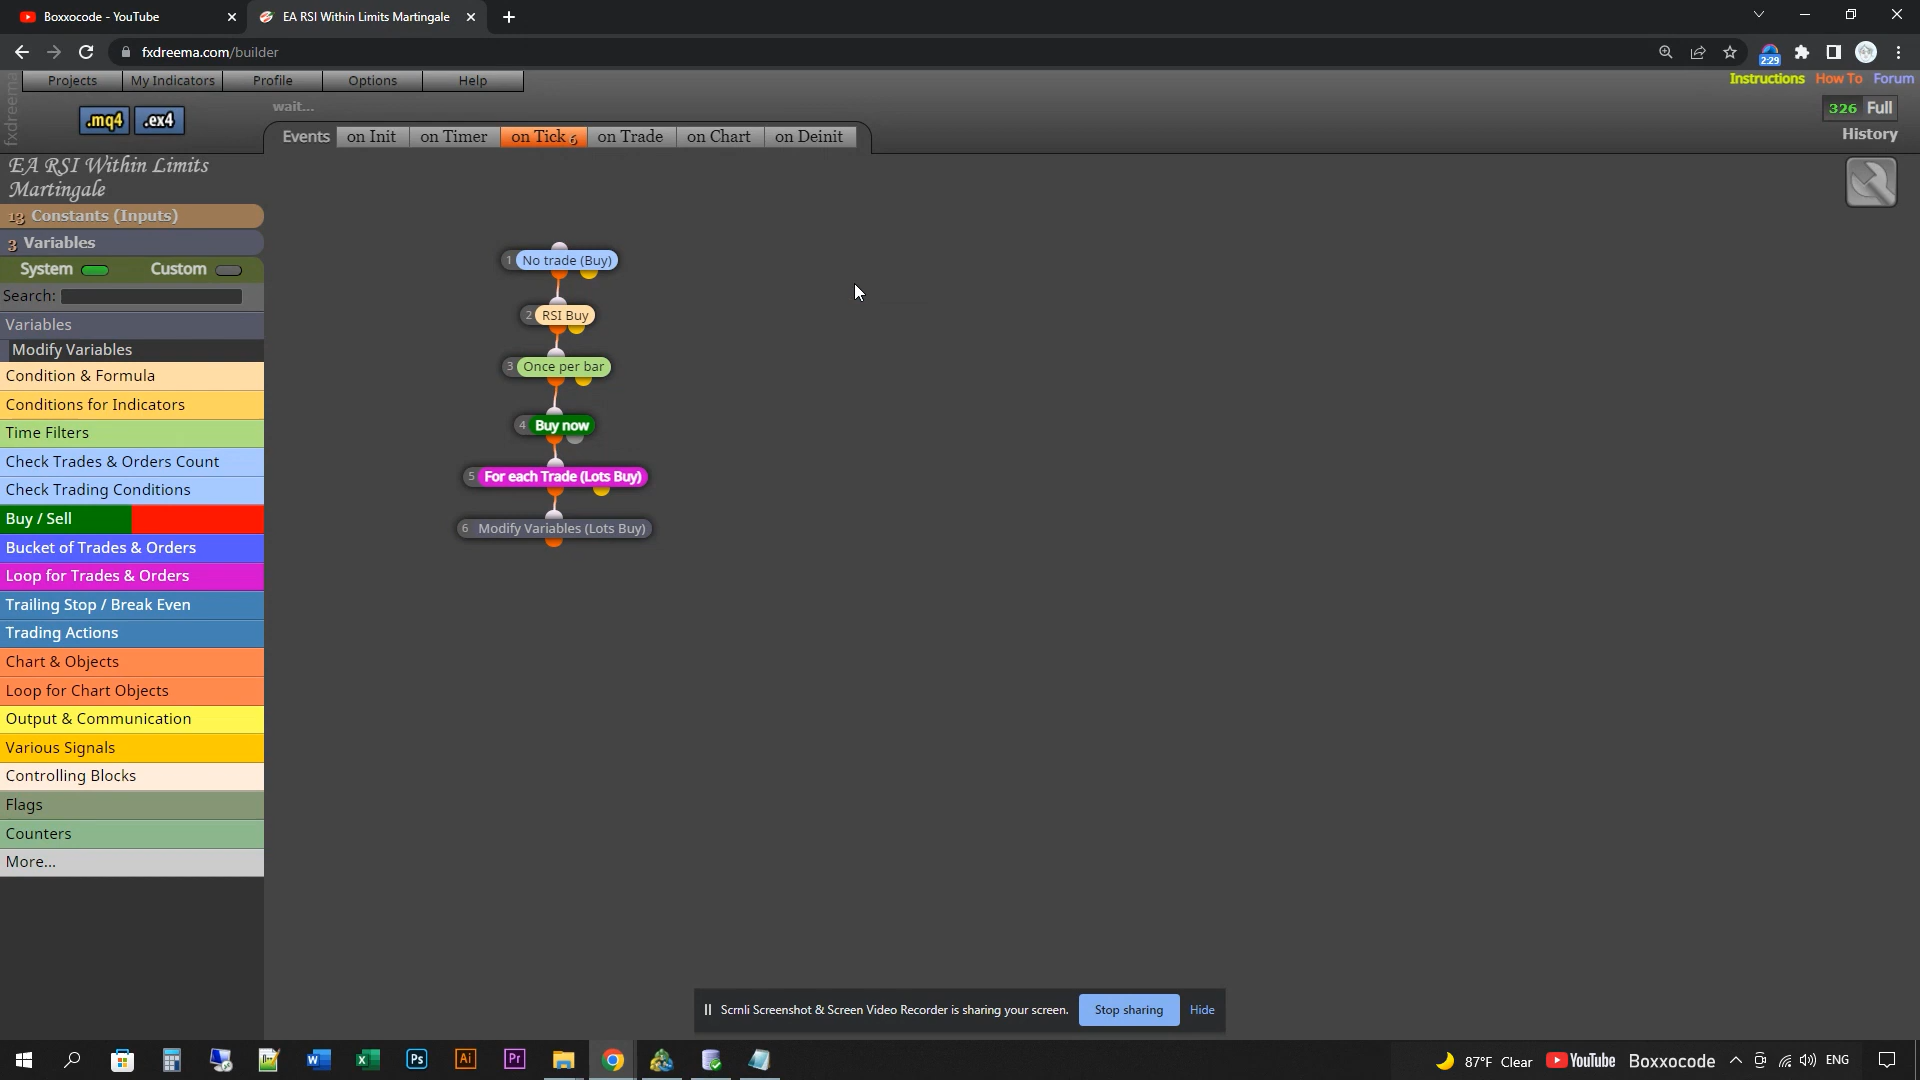 Boxxocode - YouTube
EA RSI Within Limits Martingale
fxdreema.com/builder
2:29
Projects
My Indicators
Profile
Options
Help
Instructions
How To
Forum
fxdreema
.mq4
.ex4
wait...
326 Full
History
Events
on Init
on Timer
on Tick 6
on Trade
on Chart
on Deinit
EA RSI Within Limits
Martingale
13 Constants (Inputs)
3 Variables
System
Custom
Search:
Variables
Modify Variables
Condition & Formula
Conditions for Indicators
Time Filters
Check Trades & Orders Count
Check Trading Conditions
Buy / Sell
Bucket of Trades & Orders
Loop for Trades & Orders
Trailing Stop / Break Even
Trading Actions
Chart & Objects
Loop for Chart Objects
Output & Communication
Various Signals
Controlling Blocks
Flags
Counters
More...
1 No trade (Buy)
2 RSI Buy
3 Once per bar
4 Buy now
5 For each Trade (Lots Buy)
6 Modify Variables (Lots Buy)
Scrnli Screenshot & Screen Video Recorder is sharing your screen.
Stop sharing
Hide
Ps
Ai
Pr
87°F Clear
YouTube
Boxxocode
ENG